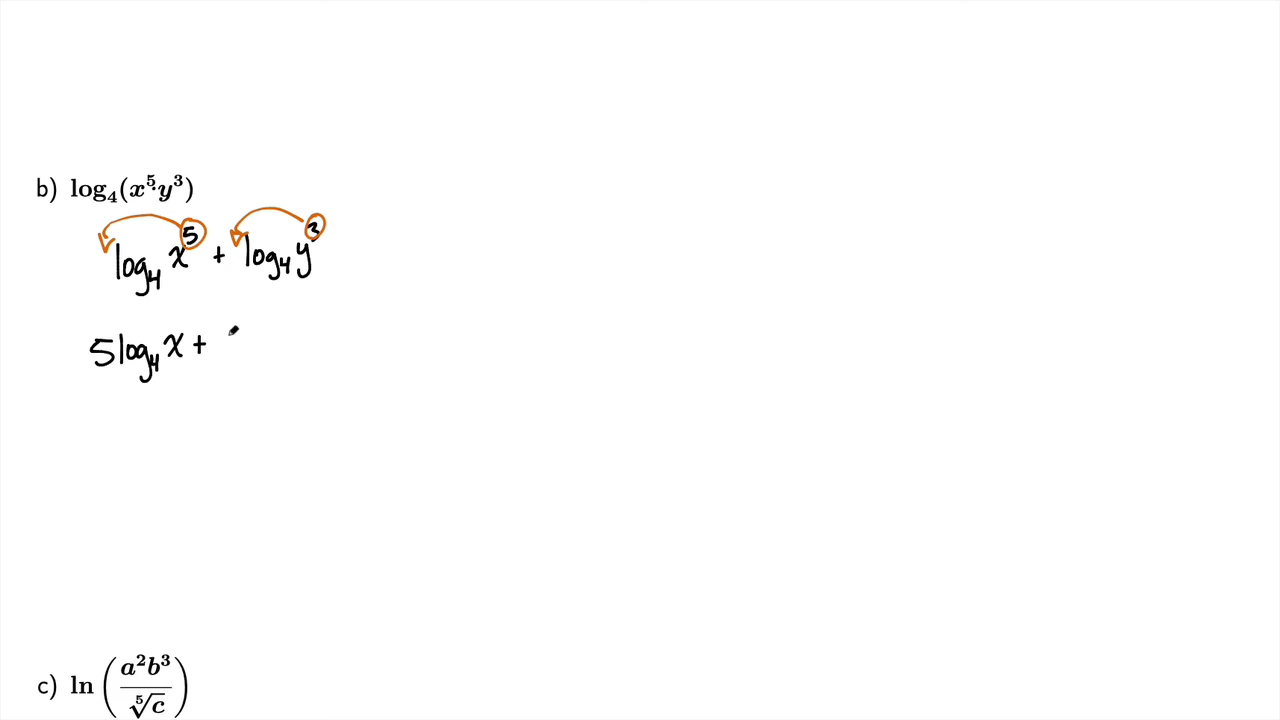 b) log₄(x⁵y³)
log₄ x⁵ + log₄ y³
5 log₄ x +
c) ln (a²b³ / ⁵√c)